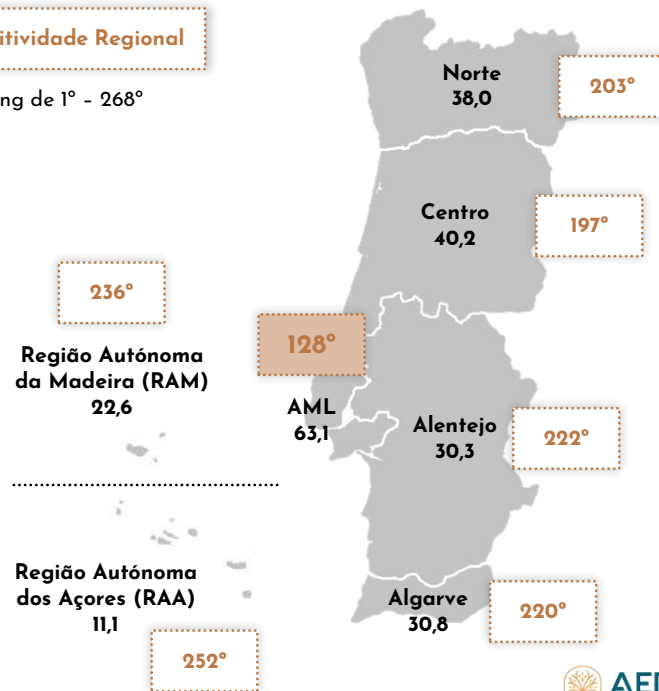 itividade Regional
ng de 1º – 268º
Norte
38,0
203º
Centro
40,2
197º
236º
Região Autónoma
da Madeira (RAM)
22,6
128º
AML
63,1
Alentejo
30,3
222º
Região Autónoma
dos Açores (RAA)
11,1
252º
Algarve
30,8
220º